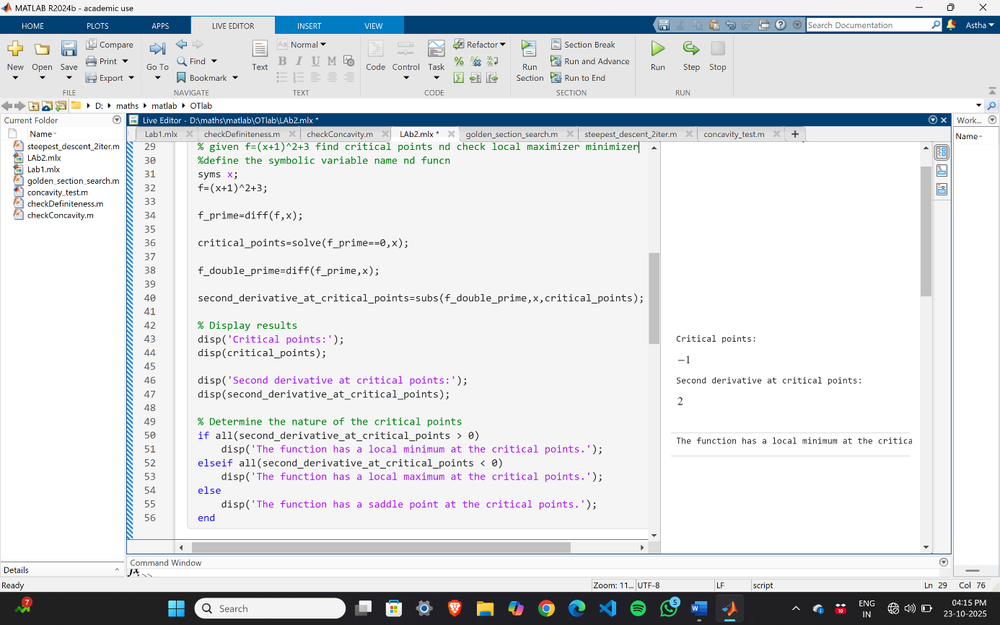 MATLAB R2024b - academic use
HOME PLOTS APPS LIVE EDITOR INSERT VIEW
Search Documentation
Astha
New Open Save
Compare
Print
Export
FILE
Go To
Find
Bookmark
NAVIGATE
Text
Aa Normal
B I U M
TEXT
Code Control Task
Refactor
CODE
Run Section
Section Break
Run and Advance
Run to End
SECTION
Run Step Stop
RUN
D: maths matlab OTlab
Current Folder
Name
steepest_descent_2iter.m
LAb2.mlx
Lab1.mlx
golden_section_search.m
concavity_test.m
checkDefiniteness.m
checkConcavity.m
Details
Live Editor - D:\maths\matlab\OTlab\LAb2.mlx *
Lab1.mlx checkDefiniteness.m checkConcavity.m LAb2.mlx * golden_section_search.m steepest_descent_2iter.m concavity_test.m
29 % given f=(x+1)^2+3 find critical points nd check local maximizer minimizer
30 %define the symbolic variable name nd funcn
31 syms x;
32 f=(x+1)^2+3;
33
34 f_prime=diff(f,x);
35
36 critical_points=solve(f_prime==0,x);
37
38 f_double_prime=diff(f_prime,x);
39
40 second_derivative_at_critical_points=subs(f_double_prime,x,critical_points);
41
42 % Display results
43 disp('Critical points:');
44 disp(critical_points);
45
46 disp('Second derivative at critical points:');
47 disp(second_derivative_at_critical_points);
48
49 % Determine the nature of the critical points
50 if all(second_derivative_at_critical_points > 0)
51 disp('The function has a local minimum at the critical points.');
52 elseif all(second_derivative_at_critical_points < 0)
53 disp('The function has a local maximum at the critical points.');
54 else
55 disp('The function has a saddle point at the critical points.');
56 end
Critical points:
−1
Second derivative at critical points:
2
The function has a local minimum at the critica
Work...
Name
Command Window
fx >>
Ready
Zoom: 11... UTF-8 LF script Ln 29 Col 76
7
Search
5
10
ENG
IN
04:15 PM
23-10-2025